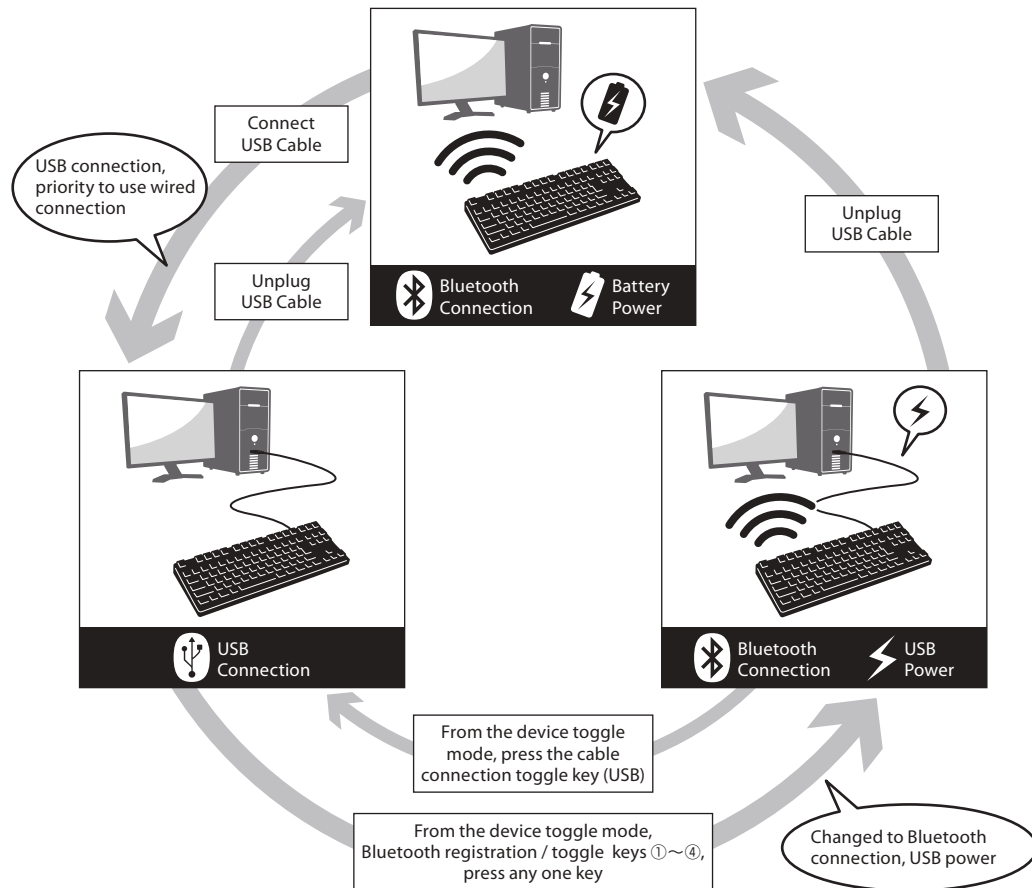 Connect
USB Cable
USB connection,
priority to use wired
connection
Unplug
USB Cable
Unplug
USB Cable
Bluetooth
Connection
Battery
Power
USB
Connection
Bluetooth
Connection
USB
Power
From the device toggle
mode, press the cable
connection toggle key (USB)
From the device toggle mode,
Bluetooth registration / toggle keys ①～④,
press any one key
Changed to Bluetooth
connection, USB power